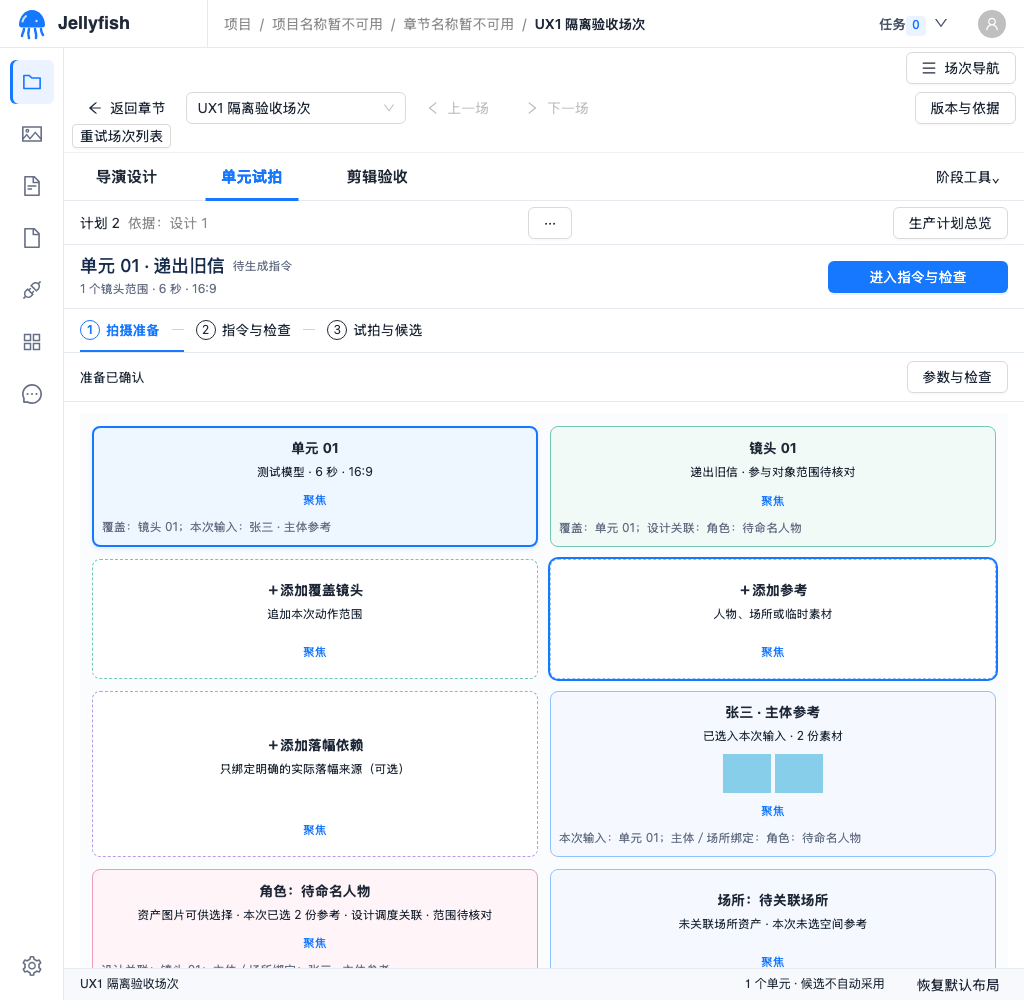 Jellyfish
项目 / 项目名称暂不可用 / 章节名称暂不可用 / UX1 隔离验收场次
任务 0
场次导航
返回章节
UX1 隔离验收场次
上一场
下一场
版本与依据
重试场次列表
导演设计
单元试拍
剪辑验收
阶段工具
计划 2 依据：设计 1
...
生产计划总览
单元 01 · 递出旧信 待生成指令
1 个镜头范围 · 6 秒 · 16:9
进入指令与检查
1 拍摄准备
2 指令与检查
3 试拍与候选
准备已确认
参数与检查
单元 01
测试模型 · 6 秒 · 16:9
聚焦
覆盖：镜头 01；本次输入：张三 · 主体参考
镜头 01
递出旧信 · 参与对象范围待核对
聚焦
覆盖：单元 01；设计关联：角色：待命名人物
＋添加覆盖镜头
追加本次动作范围
聚焦
＋添加参考
人物、场所或临时素材
聚焦
＋添加落幅依赖
只绑定明确的实际落幅来源（可选）
聚焦
张三 · 主体参考
已选入本次输入 · 2 份素材
聚焦
本次输入：单元 01；主体 / 场所绑定：角色：待命名人物
角色：待命名人物
资产图片可供选择 · 本次已选 2 份参考 · 设计调度关联 · 范围待核对
聚焦
设计关联：镜头 01；主体 / 场所绑定：张三 · 主体参考
场所：待关联场所
未关联场所资产 · 本次未选空间参考
聚焦
UX1 隔离验收场次
1 个单元 · 候选不自动采用
恢复默认布局